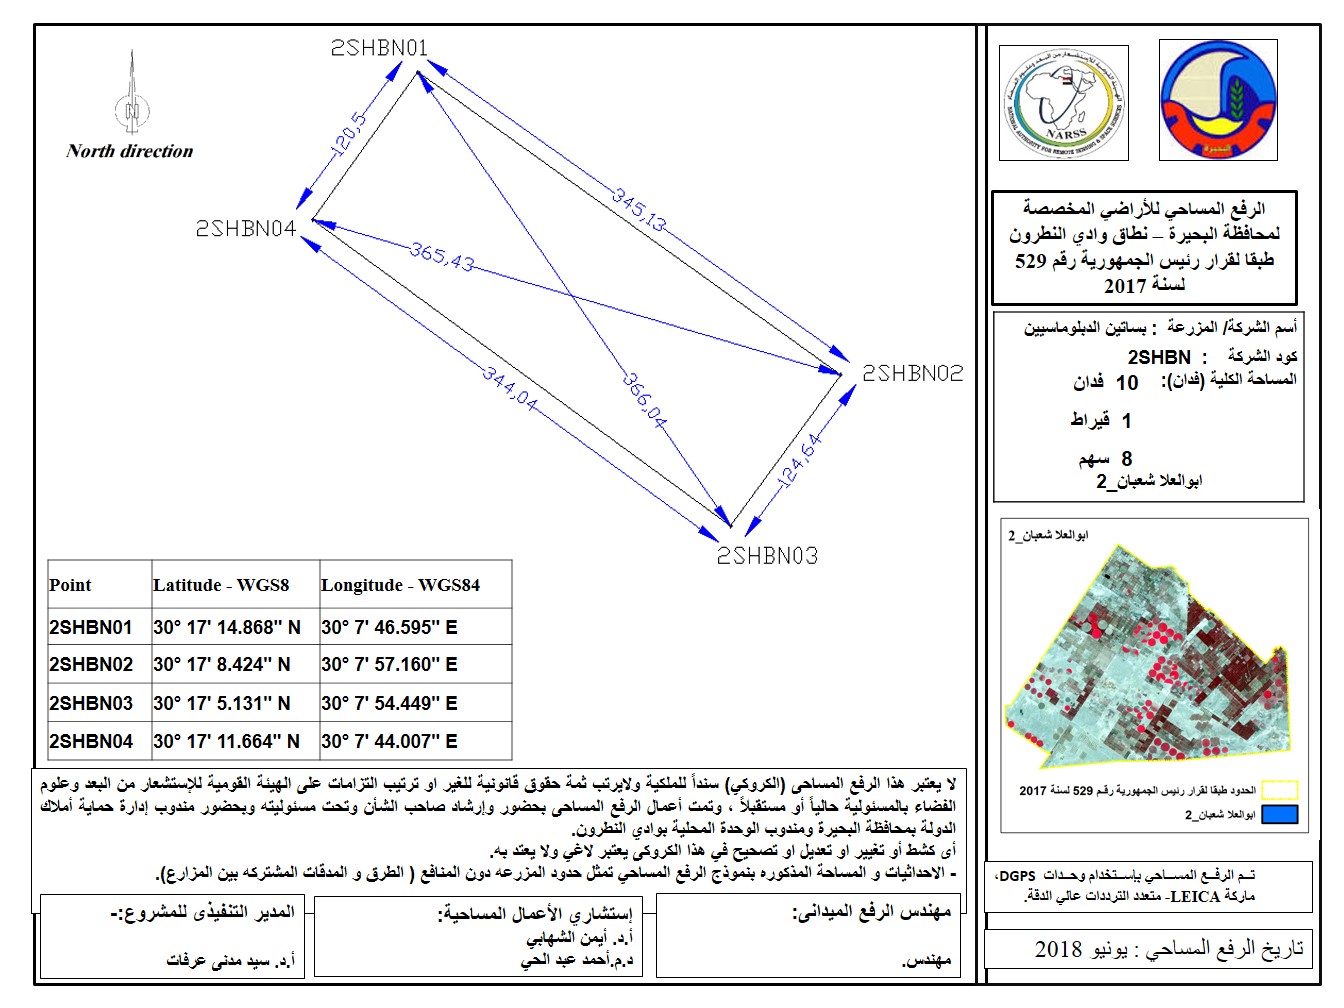 2SHBN01
120,5
North direction
345,13
2SHBN04
365,43
344,04
366,04
2SHBN02
124,64
2SHBN03
Point Latitude - WGS8 Longitude - WGS84
2SHBN01 30° 17' 14.868" N 30° 7' 46.595" E
2SHBN02 30° 17' 8.424" N 30° 7' 57.160" E
2SHBN03 30° 17' 5.131" N 30° 7' 54.449" E
2SHBN04 30° 17' 11.664" N 30° 7' 44.007" E
لا يعتبر هذا الرفع المساحى (الكروكي) سنداً للملكية ولايرتب ثمة حقوق قانونية للغير او ترتيب التزامات على الهيئة القومية للإستشعار من البعد وعلوم
الفضاء بالمسئولية حالياً أو مستقبلاً ، وتمت أعمال الرفع المساحى بحضور وإرشاد صاحب الشأن وتحت مسئوليته وبحضور مندوب إدارة حماية أملاك
الدولة بمحافظة البحيرة ومندوب الوحدة المحلية بوادي النطرون.
أى كشط أو تغيير او تعديل او تصحيح في هذا الكروكى يعتبر لاغي ولا يعتد به.
- الاحداثيات و المساحة المذكوره بنموذج الرفع المساحي تمثل حدود المزرعه دون المنافع ( الطرق و المدقات المشتركه بين المزارع).
مهندس الرفع الميدانى:
مهندس.
إستشاري الأعمال المساحية:
أ.د. أيمن الشهابي
د.م.أحمد عبد الحي
المدير التنفيذى للمشروع:-
أ.د. سيد مدنى عرفات
NARSS
NATIONAL AUTHORITY FOR REMOTE SENSING & SPACE SCIENCES
البحيرة
الرفع المساحي للأراضي المخصصة
لمحافظة البحيرة – نطاق وادي النطرون
طبقا لقرار رئيس الجمهورية رقم 529
لسنة 2017
أسم الشركة/ المزرعة : بساتين الدبلوماسيين
كود الشركة : 2SHBN
المساحة الكلية (فدان): 10 فدان
1 قيراط
8 سهم
ابوالعلا شعبان_2
ابوالعلا شعبان_2
الحدود طبقا لقرار رئيس الجمهورية رقم 529 لسنة 2017
ابوالعلا شعبان_2
تـم الرفـع المسـاحي بإسـتخدام وحـدات DGPS،
ماركة LEICA- متعدد الترددات عالي الدقة.
تاريخ الرفع المساحي : يونيو 2018